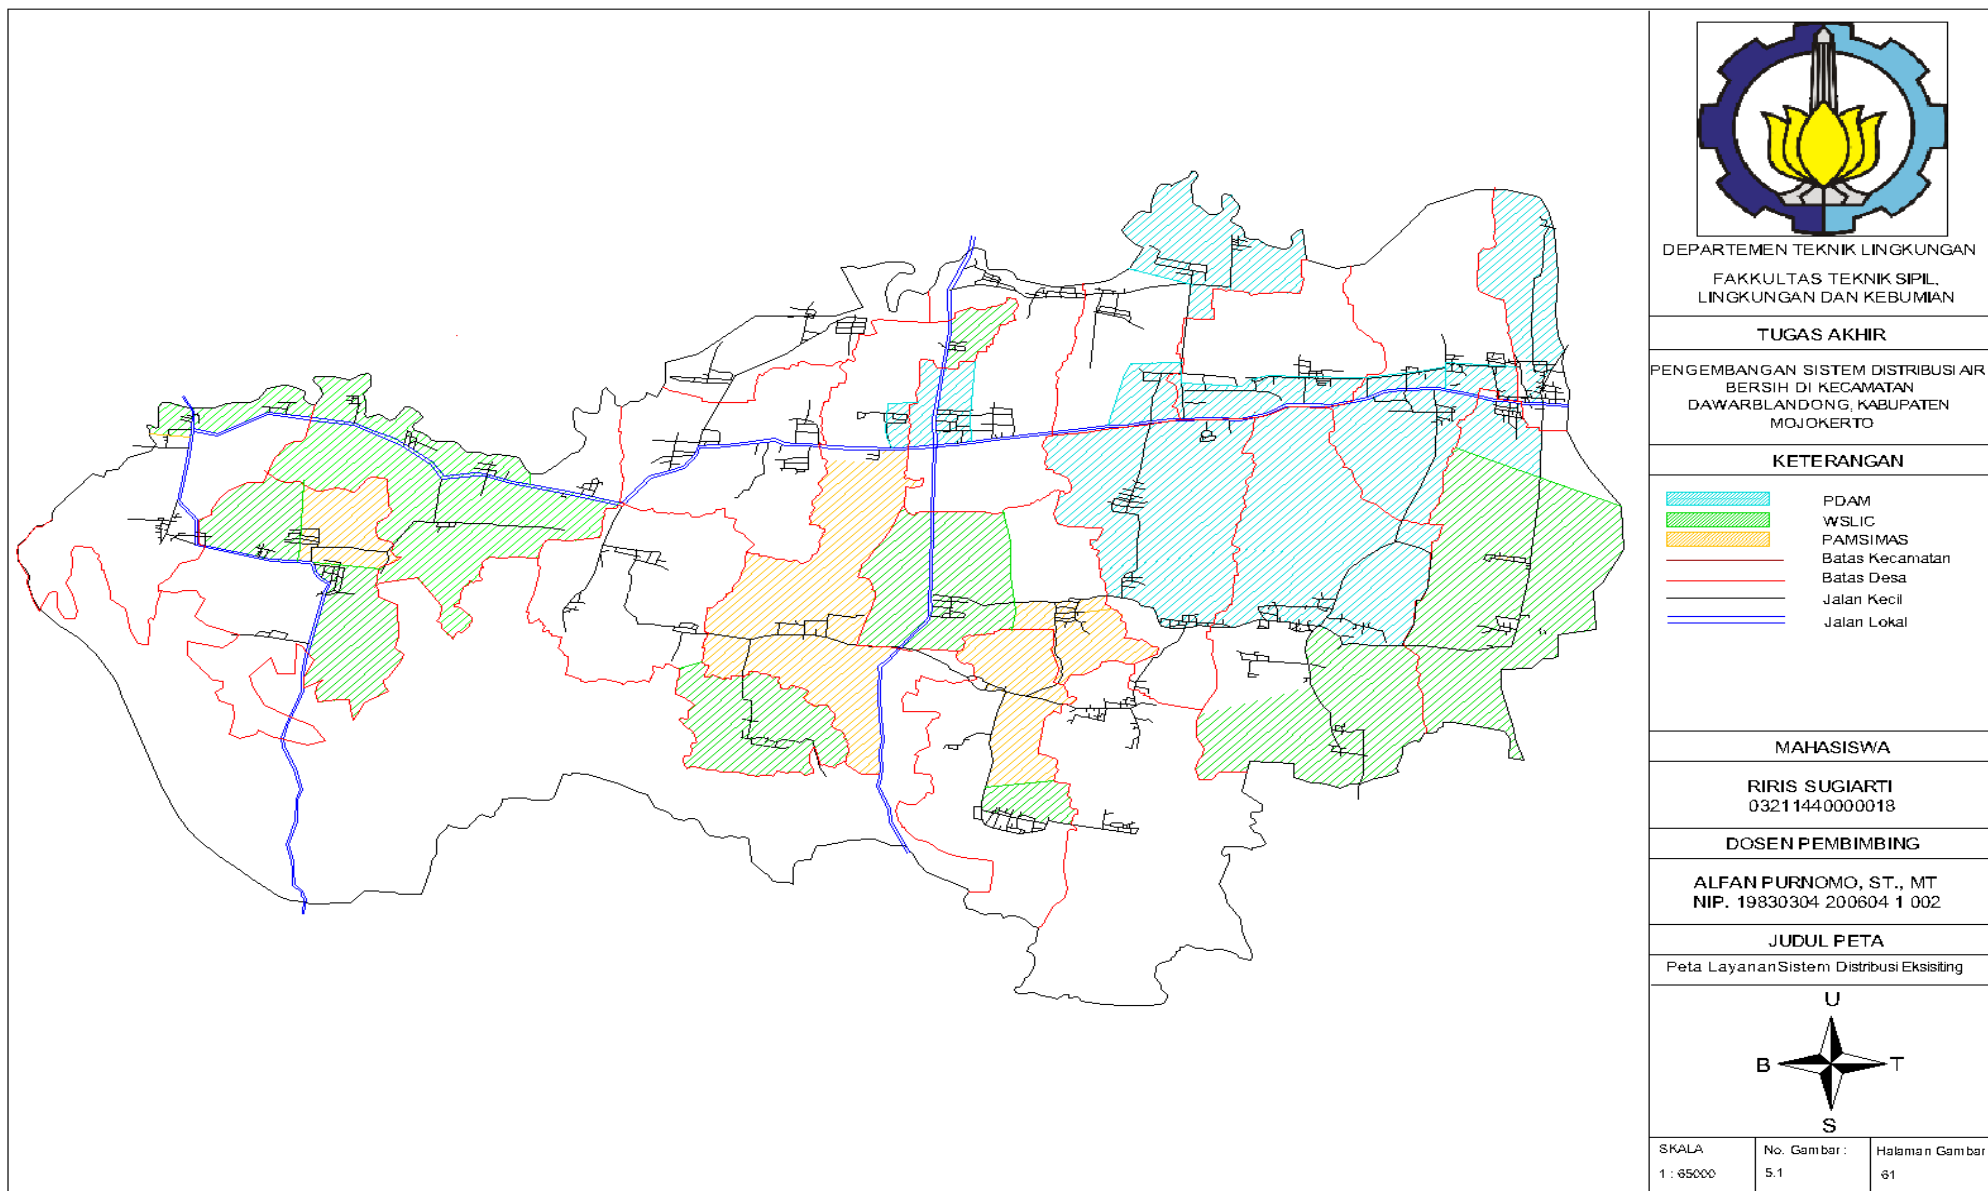 DEPARTEMEN TEKNIK LINGKUNGAN
FAKKULTAS TEKNIK SIPIL,
LINGKUNGAN DAN KEBUMIAN
TUGAS AKHIR
PENGEMBANGAN SISTEM DISTRIBUSI AIR
BERSIH DI KECAMATAN
DAWARBLANDONG, KABUPATEN
MOJOKERTO
KETERANGAN
PDAM
WSLIC
PAMSIMAS
Batas Kecamatan
Batas Desa
Jalan Kecil
Jalan Lokal
MAHASISWA
RIRIS SUGIARTI
03211440000018
DOSEN PEMBIMBING
ALFAN PURNOMO, ST., MT
NIP. 19830304 200604 1 002
JUDUL PETA
Peta Layanan Sistem Distribusi Eksisiting
U
B T
S
SKALA
1 : 65000
No. Gambar :
5.1
Halaman Gambar
61